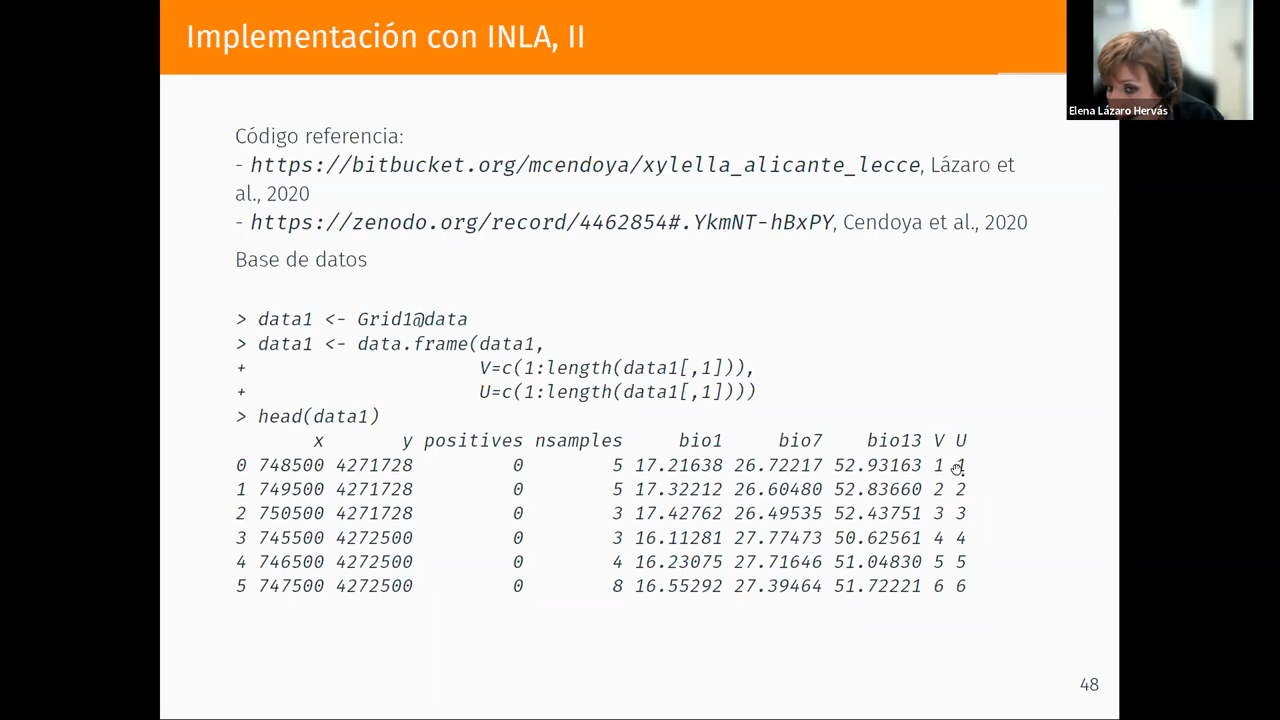 Implementación con INLA, II
Elena Lázaro Hervás
Código referencia:
- https://bitbucket.org/mcendoya/xylella_alicante_lecce, Lázaro et
al., 2020
- https://zenodo.org/record/4462854#.YkmNT-hBxPY, Cendoya et al., 2020
Base de datos
> data1 <- Grid1@data
> data1 <- data.frame(data1,
+ V=c(1:length(data1[,1])),
+ U=c(1:length(data1[,1])))
> head(data1)
x y positives nsamples bio1 bio7 bio13 V U
0 748500 4271728 0 5 17.21638 26.72217 52.93163 1 1
1 749500 4271728 0 5 17.32212 26.60480 52.83660 2 2
2 750500 4271728 0 3 17.42762 26.49535 52.43751 3 3
3 745500 4272500 0 3 16.11281 27.77473 50.62561 4 4
4 746500 4272500 0 4 16.23075 27.71646 51.04830 5 5
5 747500 4272500 0 8 16.55292 27.39464 51.72221 6 6
48